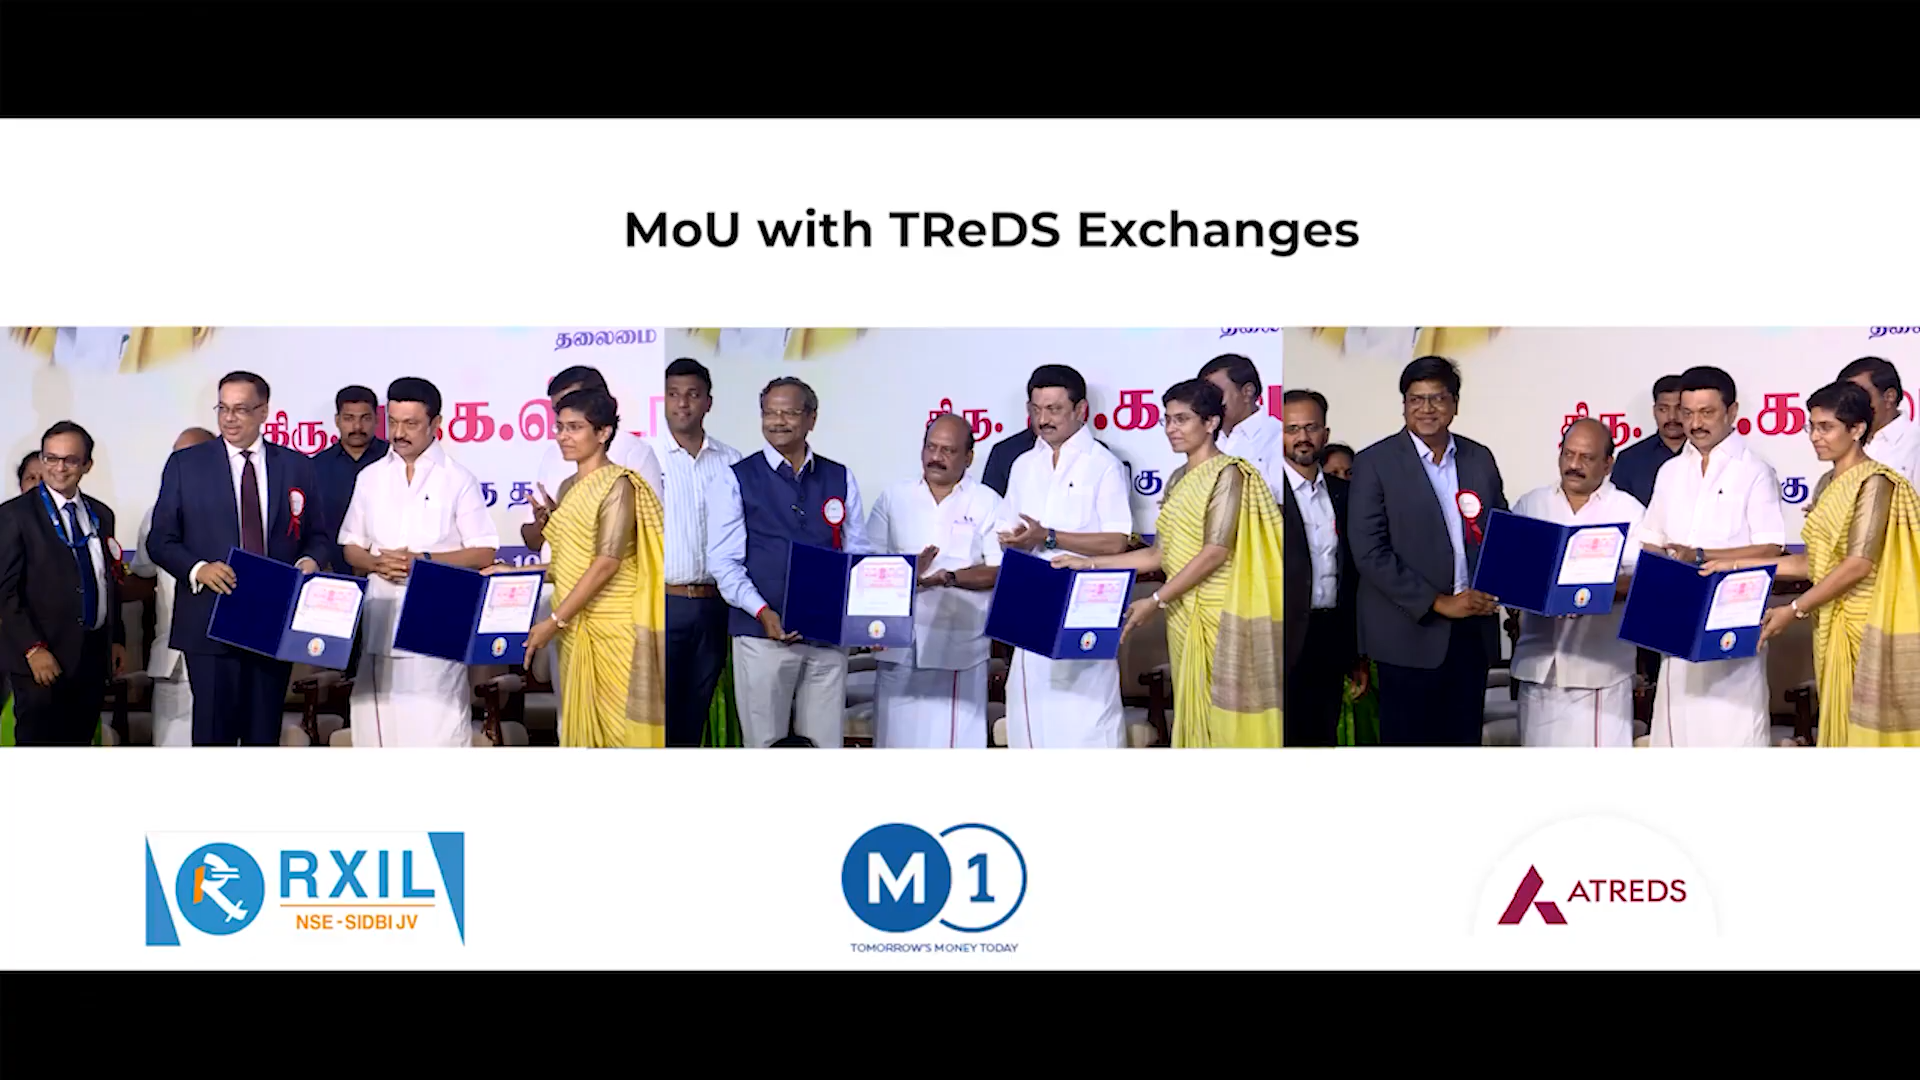 MoU with TReDS Exchanges
தலைமை
திரு.
திரு.
திரு.
RXIL
NSE-SIDBI JV
M1
TOMORROW'S MONEY TODAY
ATREDS